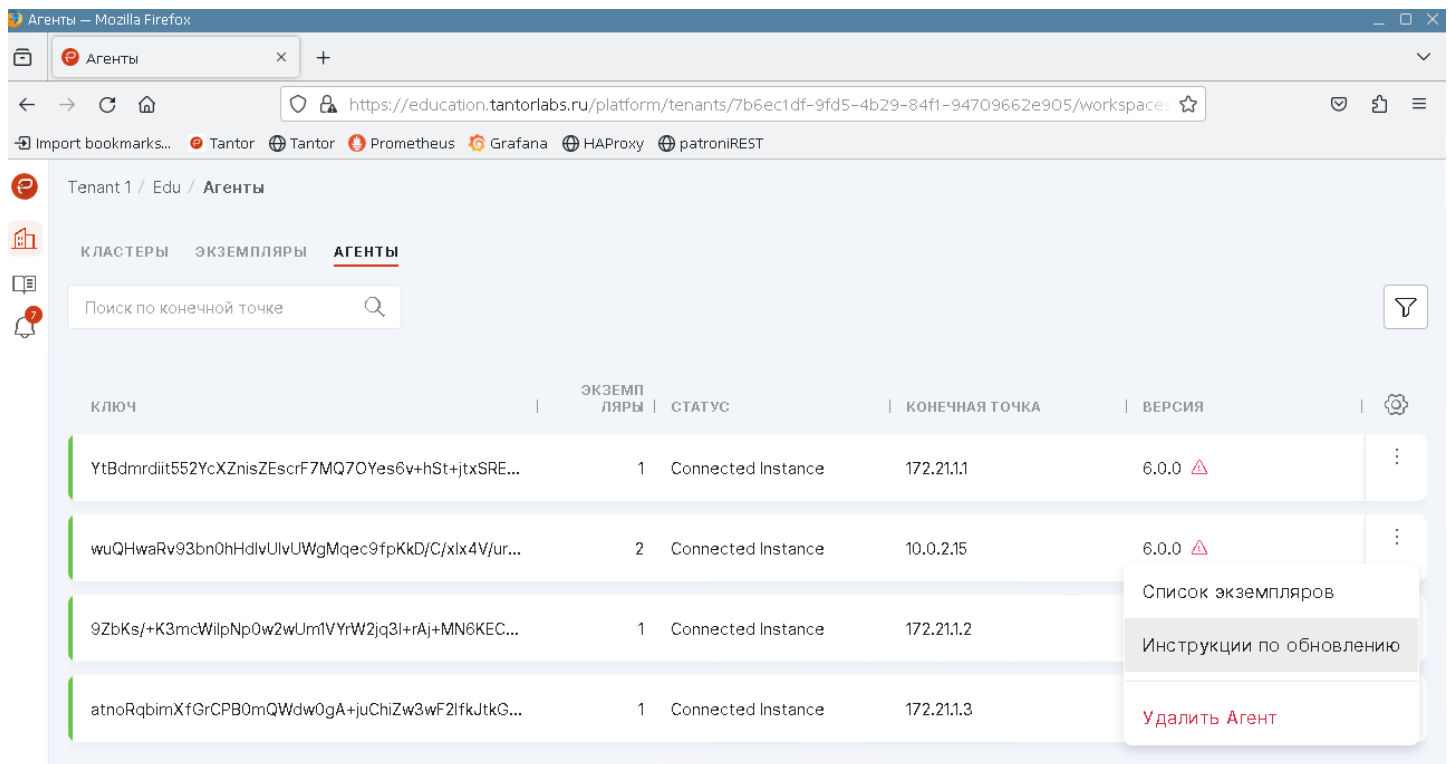 Агенты — Mozilla Firefox
Агенты
https://education.tantorlabs.ru/platform/tenants/7b6ec1df-9fd5-4b29-84f1-94709662e905/workspaces
Import bookmarks... Tantor Tantor Prometheus Grafana HAProxy patroniREST
Tenant 1 / Edu / Агенты
КЛАСТЕРЫ ЭКЗЕМПЛЯРЫ АГЕНТЫ
7
Поиск по конечной точке
КЛЮЧ ЭКЗЕМПЛЯРЫ СТАТУС КОНЕЧНАЯ ТОЧКА ВЕРСИЯ
YtBdmrdiit552YcXZnisZEscrF7MQ7OYes6v+hSt+jtxSRE... 1 Connected Instance 172.21.1.1 6.0.0
wuQHwaRv93bn0hHdlvUlvUWgMqec9fpKkD/C/xlx4V/ur... 2 Connected Instance 10.0.2.15 6.0.0
Список экземпляров
9ZbKs/+K3mcWilpNp0w2wUm1VYrW2jq3l+rAj+MN6KEC... 1 Connected Instance 172.21.1.2
Инструкции по обновлению
atnoRqbimXfGrCPB0mQWdw0gA+juChiZw3wF2lfkJtkG... 1 Connected Instance 172.21.1.3
Удалить Агент